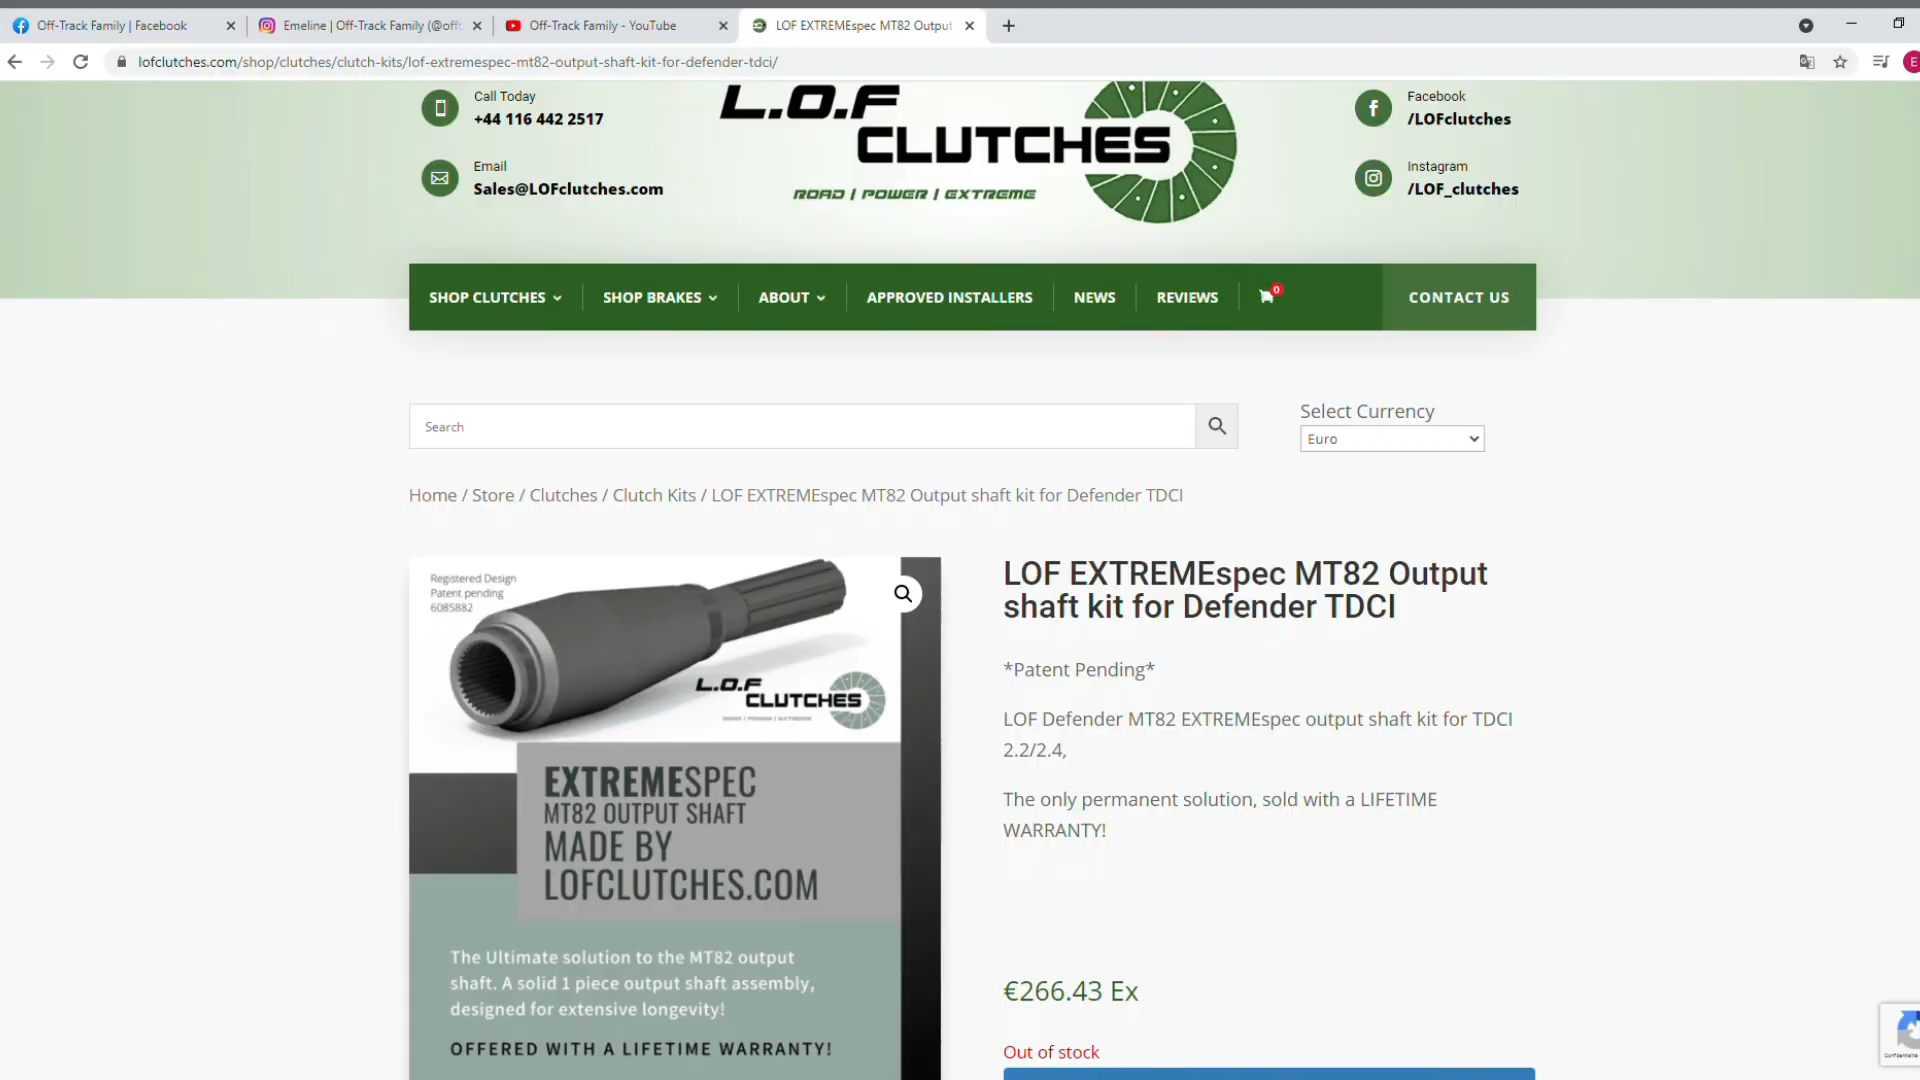 Off-Track Family | Facebook
Emeline | Off-Track Family (@offt
Off-Track Family - YouTube
LOF EXTREMEspec MT82 Output
lofclutches.com/shop/clutches/clutch-kits/lof-extremespec-mt82-output-shaft-kit-for-defender-tdci/
E
Call Today
+44 116 442 2517
Email
Sales@LOFclutches.com
L.O.F
CLUTCHES
ROAD | POWER | EXTREME
Facebook
/LOFclutches
Instagram
/LOF_clutches
SHOP CLUTCHES
SHOP BRAKES
ABOUT
APPROVED INSTALLERS
NEWS
REVIEWS
0
CONTACT US
Search
Select Currency
Euro
Home / Store / Clutches / Clutch Kits / LOF EXTREMEspec MT82 Output shaft kit for Defender TDCI
Registered Design
Patent pending
6085882
L.O.F
CLUTCHES
ROAD | POWER | EXTREME
EXTREMESPEC
MT82 OUTPUT SHAFT
MADE BY
LOFCLUTCHES.COM
The Ultimate solution to the MT82 output
shaft. A solid 1 piece output shaft assembly,
designed for extensive longevity!
OFFERED WITH A LIFETIME WARRANTY!
LOF EXTREMEspec MT82 Output
shaft kit for Defender TDCI
*Patent Pending*
LOF Defender MT82 EXTREMEspec output shaft kit for TDCI
2.2/2.4,
The only permanent solution, sold with a LIFETIME
WARRANTY!
€266.43 Ex
Out of stock